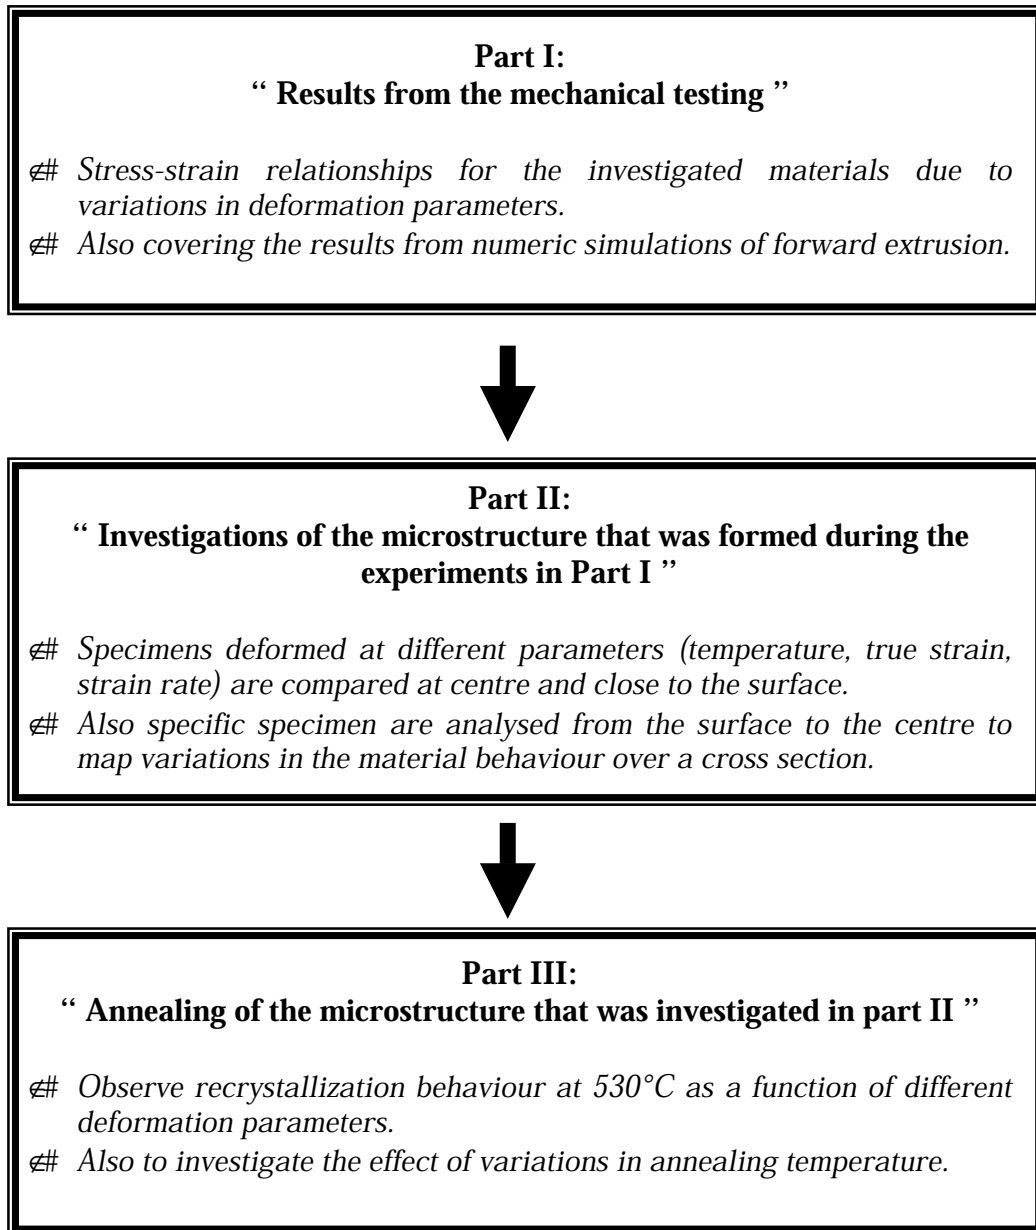 Part I:
“ Results from the mechanical testing ”
∉# Stress-strain relationships for the investigated materials due to
variations in deformation parameters.
∉# Also covering the results from numeric simulations of forward extrusion.
Part II:
“ Investigations of the microstructure that was formed during the
experiments in Part I ”
∉# Specimens deformed at different parameters (temperature, true strain,
strain rate) are compared at centre and close to the surface.
∉# Also specific specimen are analysed from the surface to the centre to
map variations in the material behaviour over a cross section.
Part III:
“ Annealing of the microstructure that was investigated in part II ”
∉# Observe recrystallization behaviour at 530°C as a function of different
deformation parameters.
∉# Also to investigate the effect of variations in annealing temperature.